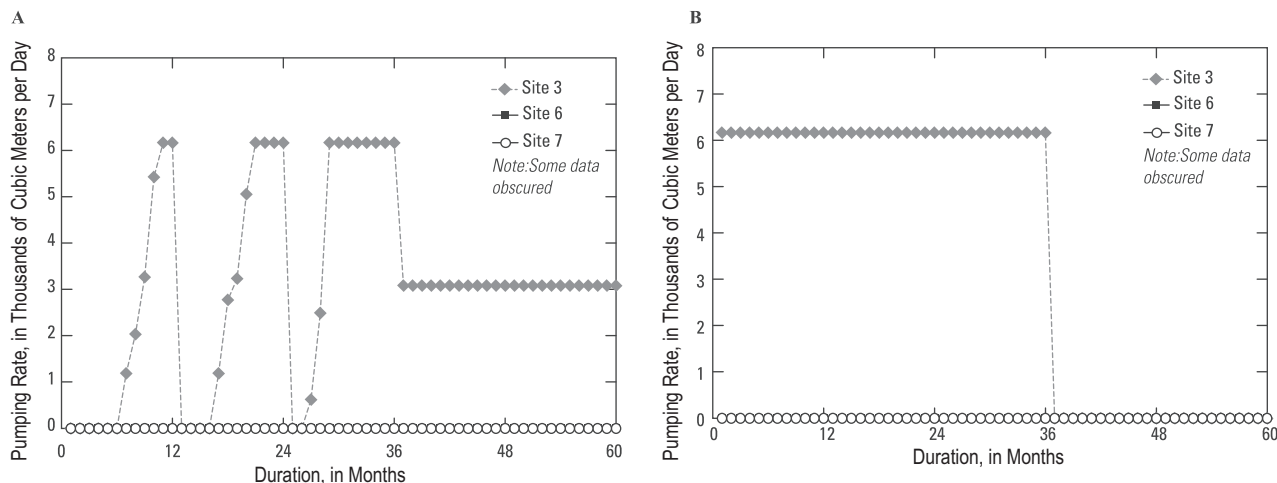 A
Pumping Rate, in Thousands of Cubic Meters per Day
8
7
6
5
4
3
2
1
0
Site 3
Site 6
Site 7
Note:Some data
obscured
0 12 24 36 48 60
Duration, in Months
B
Pumping Rate, in Thousands of Cubic Meters per Day
8
7
6
5
4
3
2
1
0
Site 3
Site 6
Site 7
Note:Some data
obscured
0 12 24 36 48 60
Duration, in Months